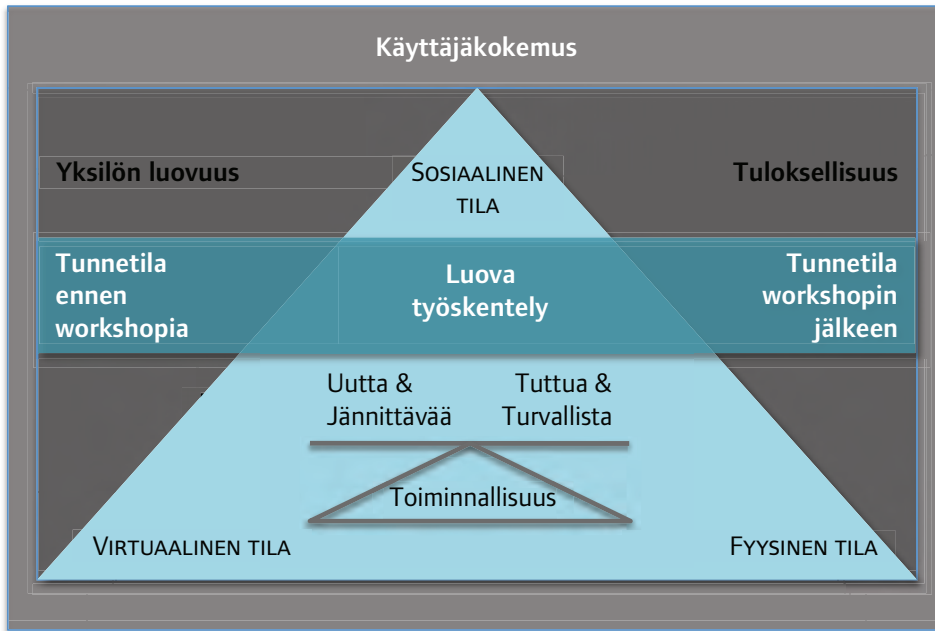 Käyttäjäkokemus
Yksilön luovuus
SOSIAALINEN
TILA
Tuloksellisuus
Tunnetila
ennen
workshopia
Luova
työskentely
Tunnetila
workshopin
jälkeen
Uutta &
Jännittävää
Tuttua &
Turvallista
Toiminnallisuus
VIRTUAALINEN TILA
FYYSINEN TILA